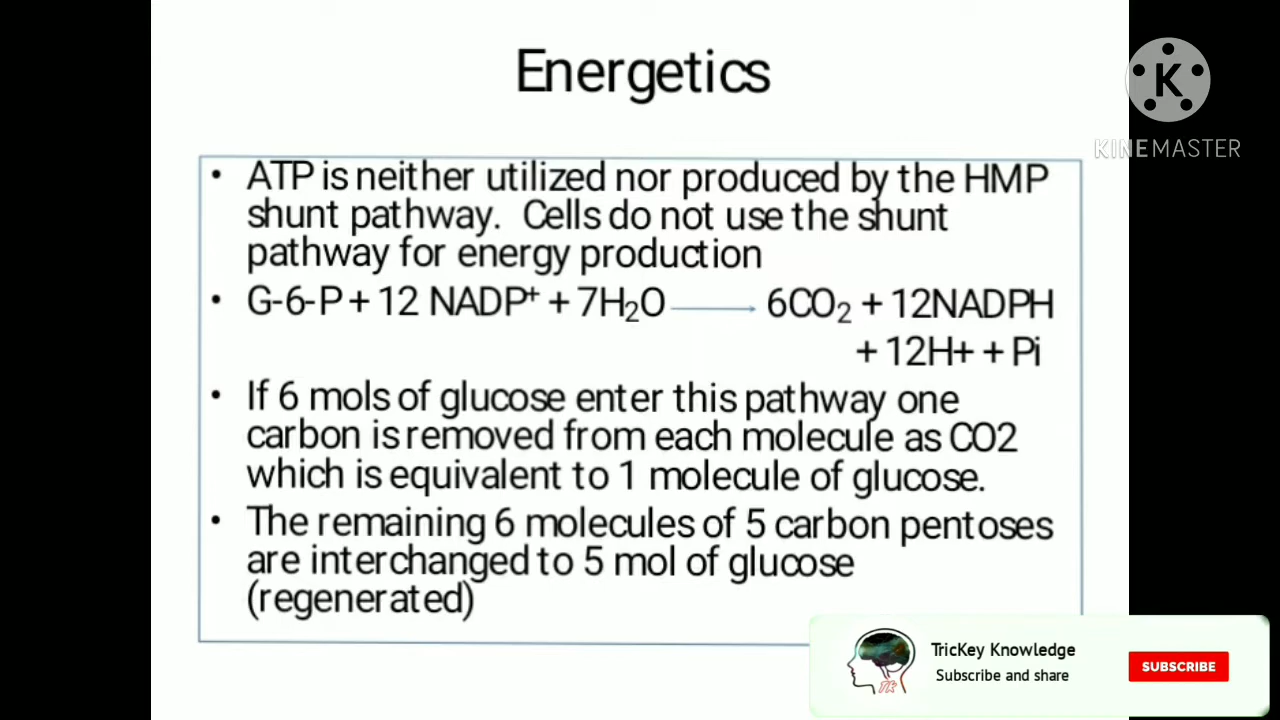 Energetics
K
KINEMASTER
• ATP is neither utilized nor produced by the HMP
shunt pathway. Cells do not use the shunt
pathway for energy production
• G-6-P + 12 NADP⁺ + 7H₂O ⟶ 6CO₂ + 12NADPH
+ 12H+ + Pi
• If 6 mols of glucose enter this pathway one
carbon is removed from each molecule as CO2
which is equivalent to 1 molecule of glucose.
• The remaining 6 molecules of 5 carbon pentoses
are interchanged to 5 mol of glucose
(regenerated)
TK
TricKey Knowledge
Subscribe and share
SUBSCRIBE